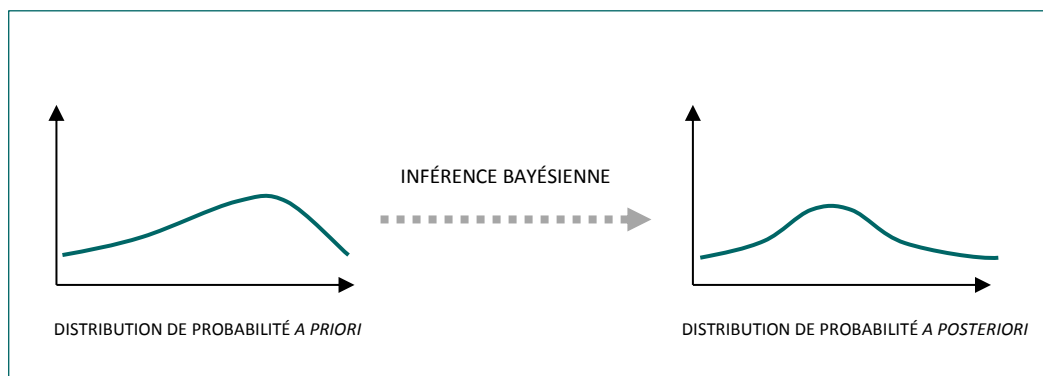 INFÉRENCE BAYÉSIENNE
DISTRIBUTION DE PROBABILITÉ A PRIORI
DISTRIBUTION DE PROBABILITÉ A POSTERIORI